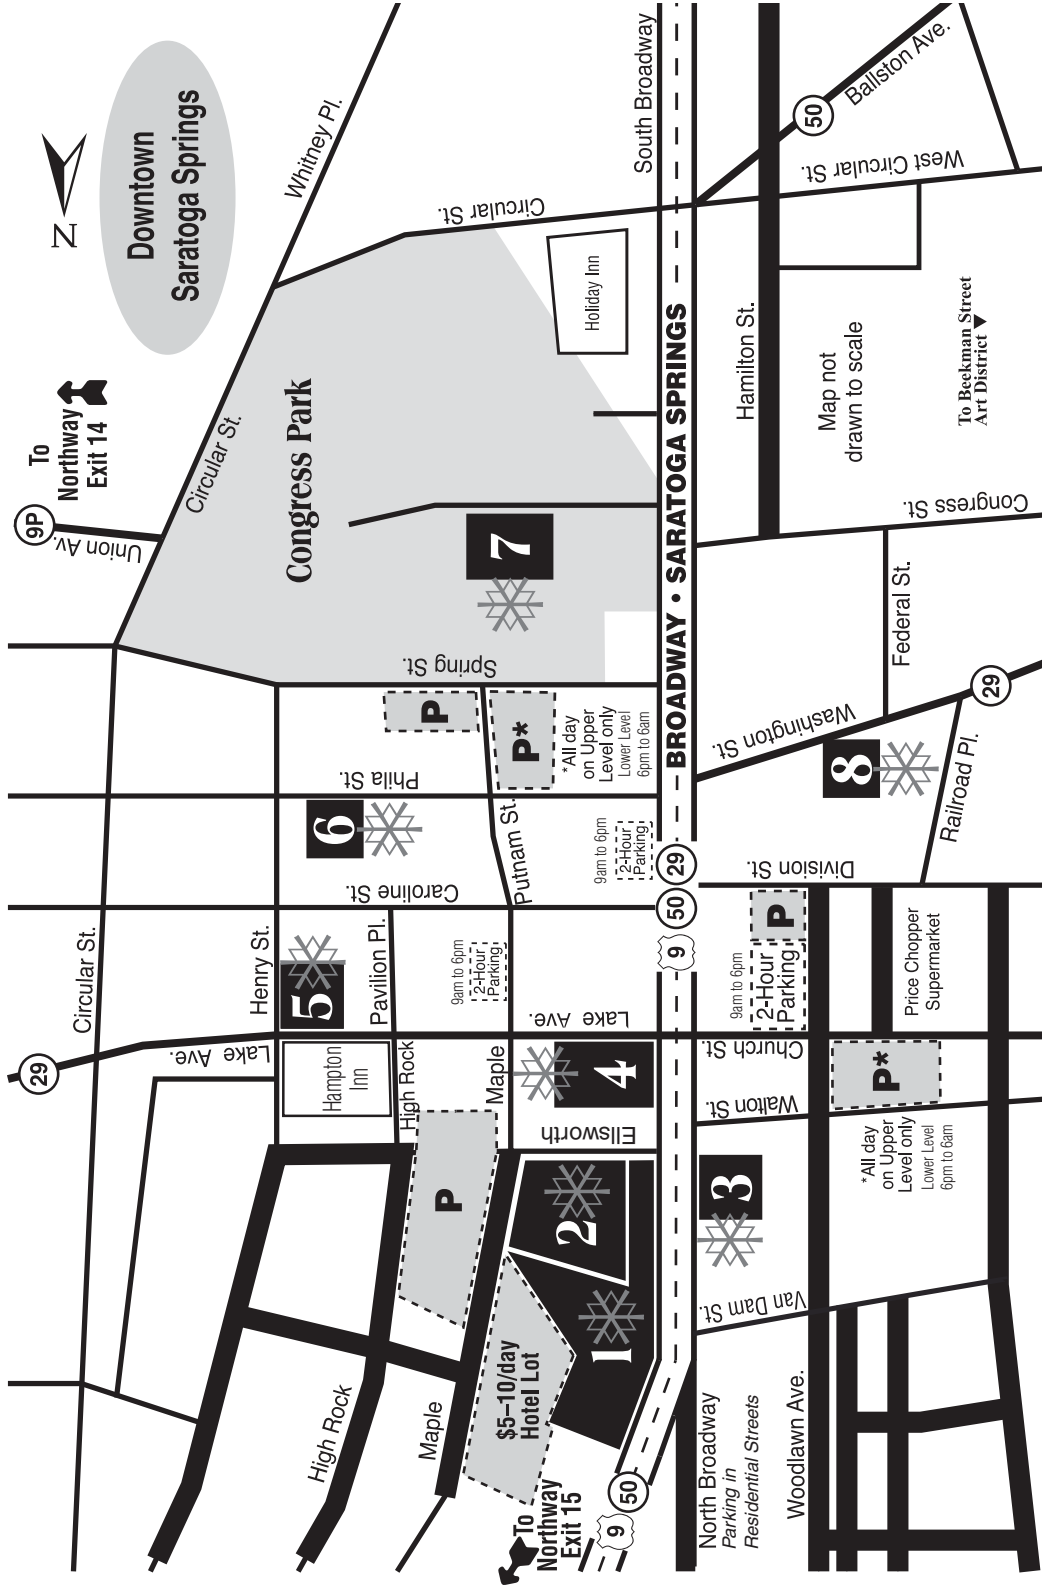 Downtown
Saratoga Springs
N
To
Northway
Exit 14
9P
Union Av.
Circular St.
Whitney Pl.
Circular St.
Congress Park
Holiday Inn
South Broadway
BROADWAY • SARATOGA SPRINGS
50
Ballston Ave.
West Circular St.
Hamilton St.
Map not
drawn to scale
To Beekman Street
Art District
Congress St.
Federal St.
7
Spring St.
P
P*
*All day
on Upper
Level only
Lower Level
6pm to 6am
Phila St.
6
Putnam St.
9am to 6pm
2-Hour
Parking
Washington St.
29
8
Railroad Pl.
Division St.
29
50
9
Caroline St.
Circular St.
Henry St.
5
Pavilion Pl.
9am to 6pm
2-Hour
Parking
Lake Ave.
P
9am to 6pm
2-Hour
Parking
Price Chopper
Supermarket
29
Lake Ave.
Hampton
Inn
High Rock
Maple
4
Ellsworth
Church St.
Walton St.
P*
*All day
on Upper
Level only
Lower Level
6pm to 6am
P
2
3
1
Van Dam St.
$5–10/day
Hotel Lot
High Rock
Maple
To
Northway
Exit 15
50
9
North Broadway
Parking in
Residential Streets
Woodlawn Ave.